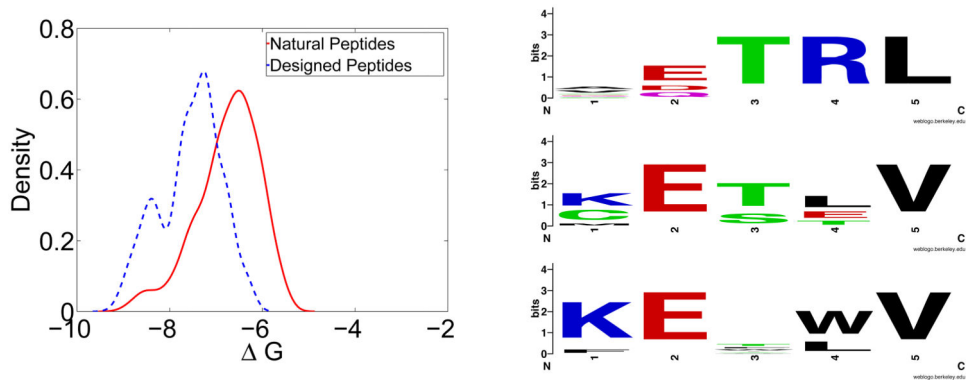 0.8
0.6
0.4
0.2
0
-10
-8
-6
-4
-2
Density
Δ G
Natural Peptides
Designed Peptides
bits
4
3
2
1
0
E
D
Q
T
R
L
N
1
2
3
4
5
C
weblogo.berkeley.edu
bits
4
3
2
1
0
K
C
E
T
S
L
E
T
V
N
1
2
3
4
5
C
weblogo.berkeley.edu
bits
4
3
2
1
0
K
E
W
L
V
N
1
2
3
4
5
C
weblogo.berkeley.edu